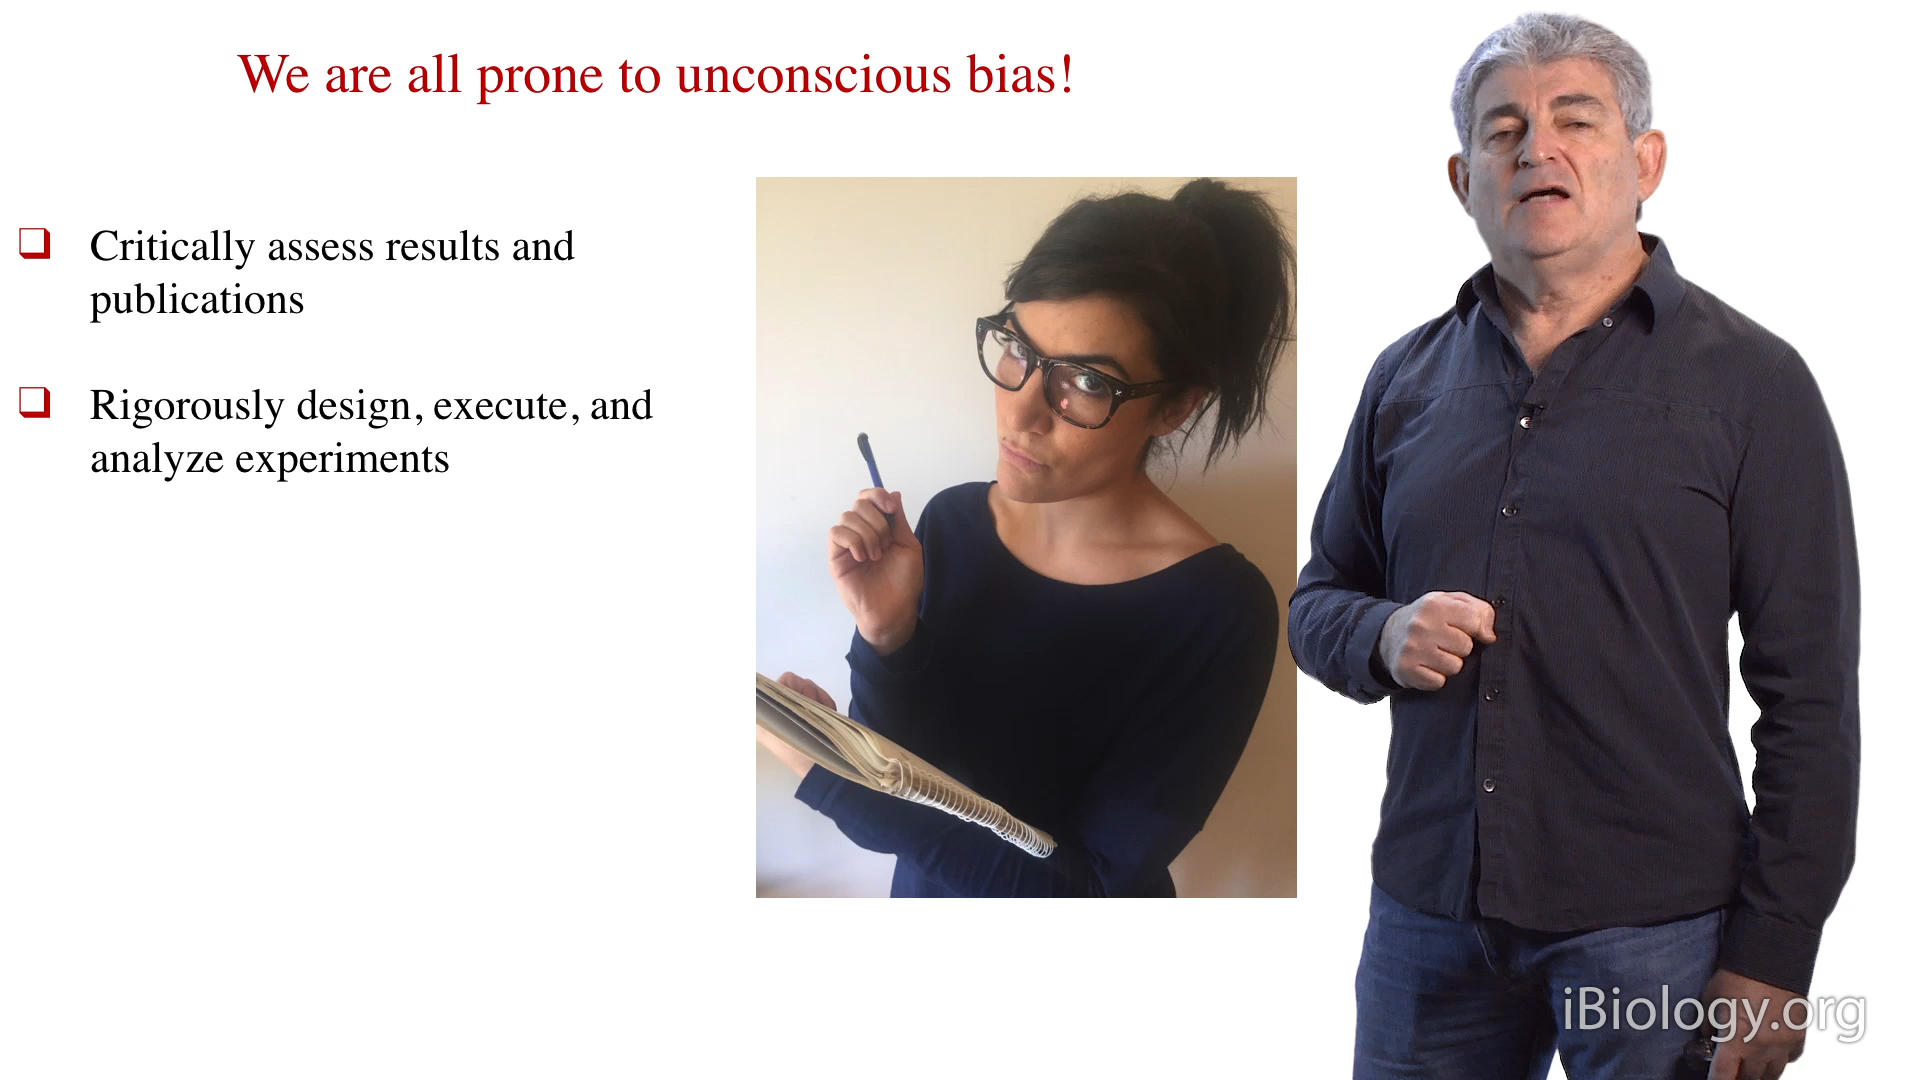 We are all prone to unconscious bias!
Critically assess results and
publications
Rigorously design, execute, and
analyze experiments
iBiology.org